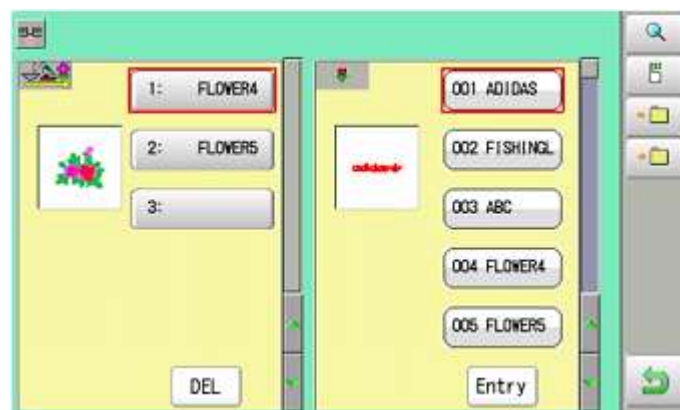 1: FLOWER4
2: FLOWER5
3:
DEL
001 ADIDAS
002 FISHINGL
003 ABC
004 FLOWER4
005 FLOWER5
Entry